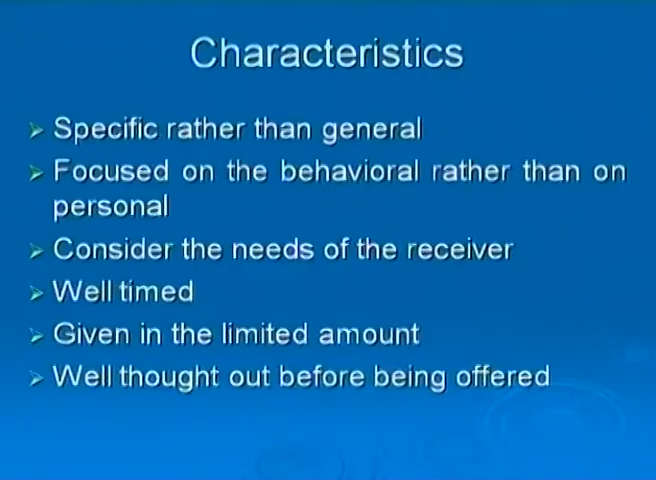 Characteristics
Specific rather than general
Focused on the behavioral rather than on
personal
Consider the needs of the receiver
Well timed
Given in the limited amount
Well thought out before being offered